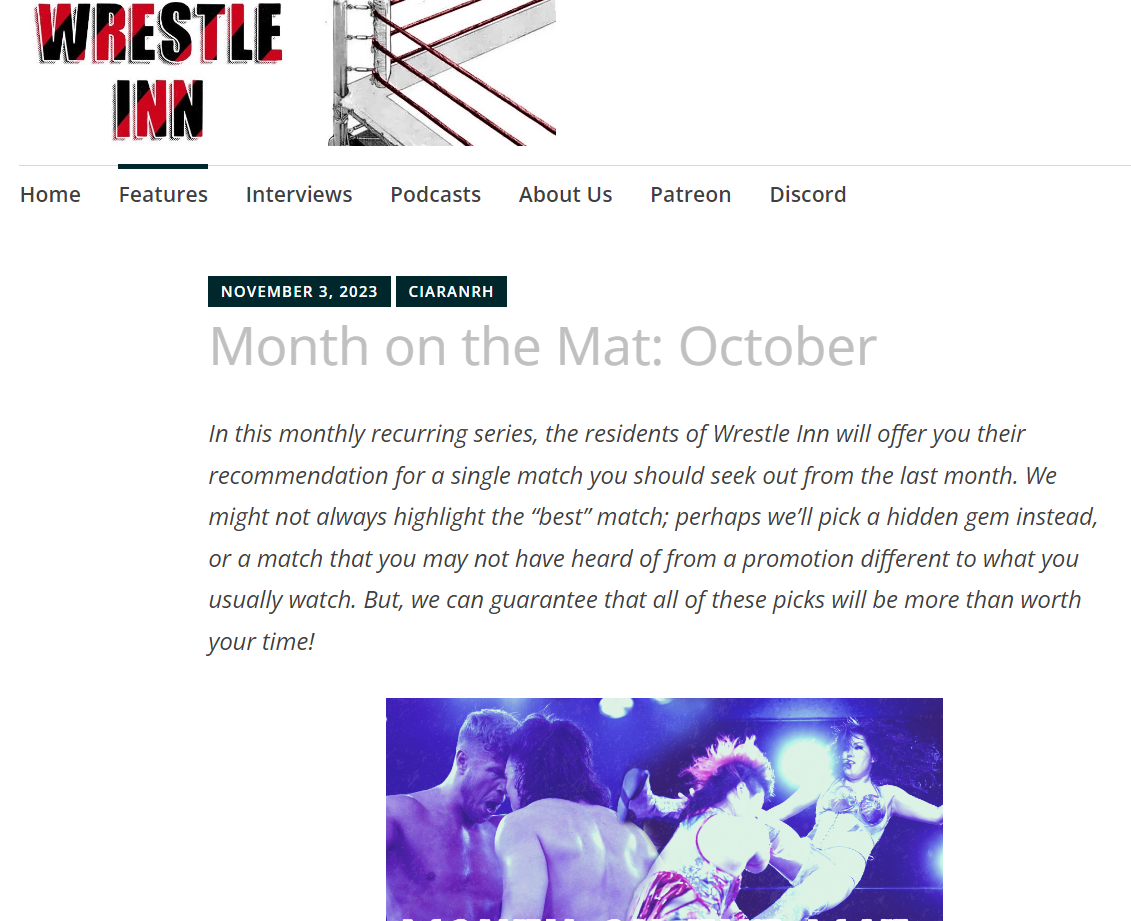 WRESTLE
INN
Home Features Interviews Podcasts About Us Patreon Discord
NOVEMBER 3, 2023 CIARANRH
Month on the Mat: October
In this monthly recurring series, the residents of Wrestle Inn will offer you their
recommendation for a single match you should seek out from the last month. We
might not always highlight the “best” match; perhaps we’ll pick a hidden gem instead,
or a match that you may not have heard of from a promotion different to what you
usually watch. But, we can guarantee that all of these picks will be more than worth
your time!